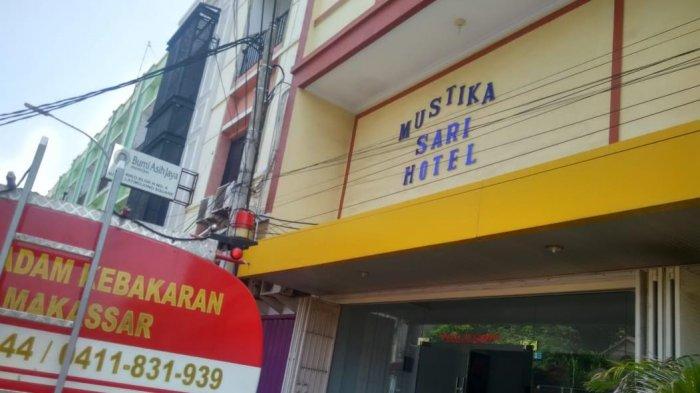 MUSTIKA
SARI
HOTEL
Bumi Asih Jaya
ADAM KEBAKARAN
MAKASSAR
44 / 0411-831-939